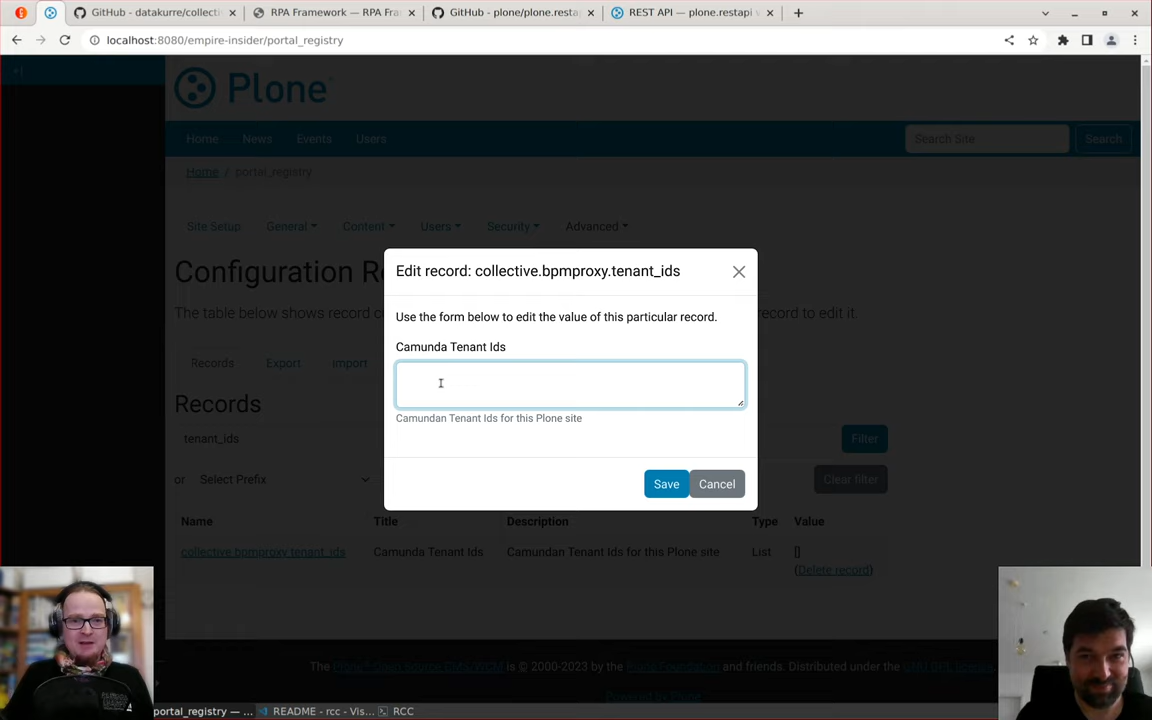 GitHub - datakurre/collecti
RPA Framework — RPA Fra
GitHub - plone/plone.resta
REST API — plone.restapi v
localhost:8080/empire-insider/portal_registry
Plone
Home News Events Users
Search Site
Search
Home / portal_registry
Site Setup General Content Users Security Advanced
Configuration R
The table below shows record
record to edit it:
Edit record: collective.bpmproxy.tenant_ids
Use the form below to edit the value of this particular record.
Camunda Tenant Ids
Camundan Tenant Ids for this Plone site
Save Cancel
Records Export Import
Records
tenant_ids
Filter
or Select Prefix
Clear filter
Name Title Description Type Value
collective.bpmproxy.tenant_ids Camunda Tenant Ids Camundan Tenant Ids for this Plone site List []
(Delete record)
The Plone® Open Source CMS/WCM is © 2000-2023 by the Plone Foundation and friends. Distributed under the
Powered by Plone
portal_registry — ...
README - rcc - Vis...
RCC